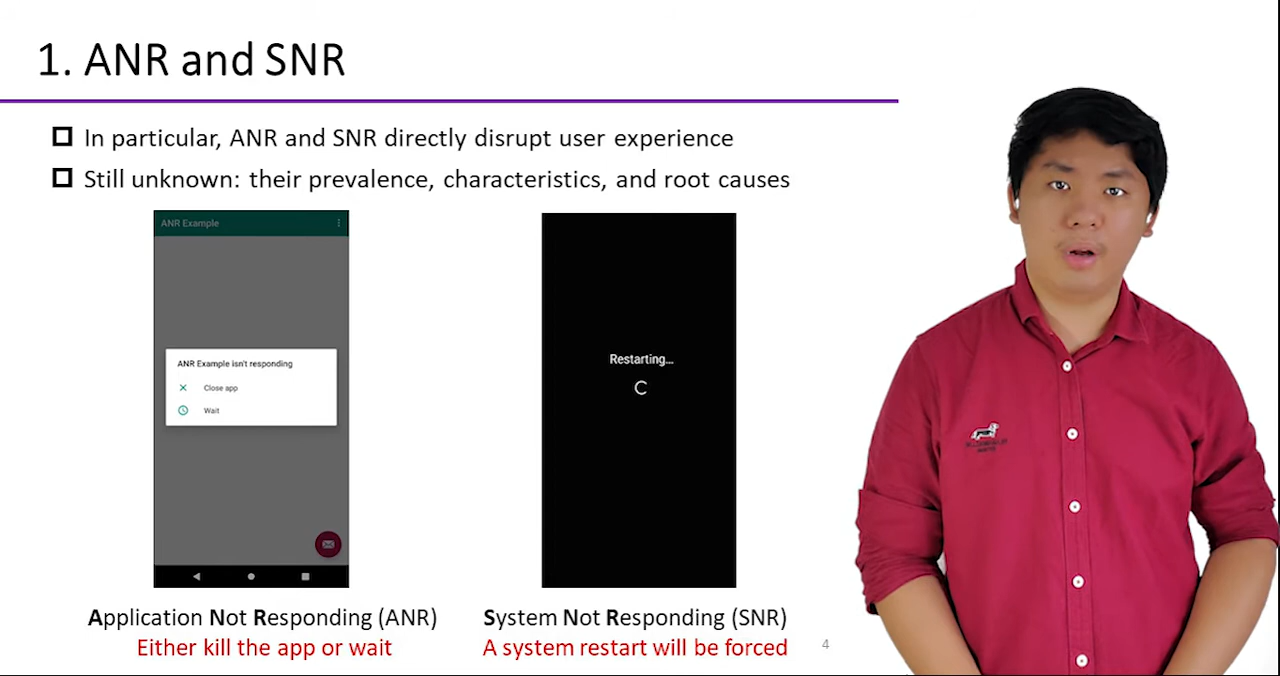 1. ANR and SNR
In particular, ANR and SNR directly disrupt user experience
Still unknown: their prevalence, characteristics, and root causes
ANR Example
ANR Example isn't responding
Close app
Wait
Restarting...
Application Not Responding (ANR)
Either kill the app or wait
System Not Responding (SNR)
A system restart will be forced
4